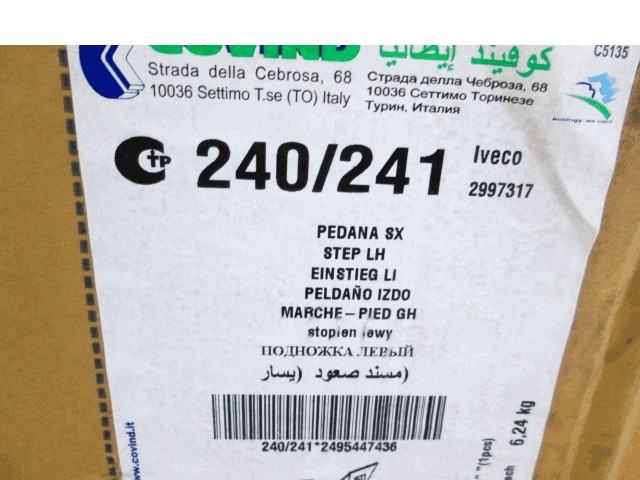 COVIND
كوفيند إيطاليا
C5135
Strada della Cebrosa, 68
10036 Settimo T.se (TO) Italy
Страда делла Чеброза, 68
10036 Сеттимо Торинезе
Турин, Италия
240/241
Iveco
2997317
PEDANA SX
STEP LH
EINSTIEG LI
PELDAÑO IZDO
MARCHE-PIED GH
stopien lewy
ПОДНОЖКА ЛЕВЫЙ
(مسند صعود (يسار
240/241*2495447436
www.covind.it
(1pcs)
6,24 kg